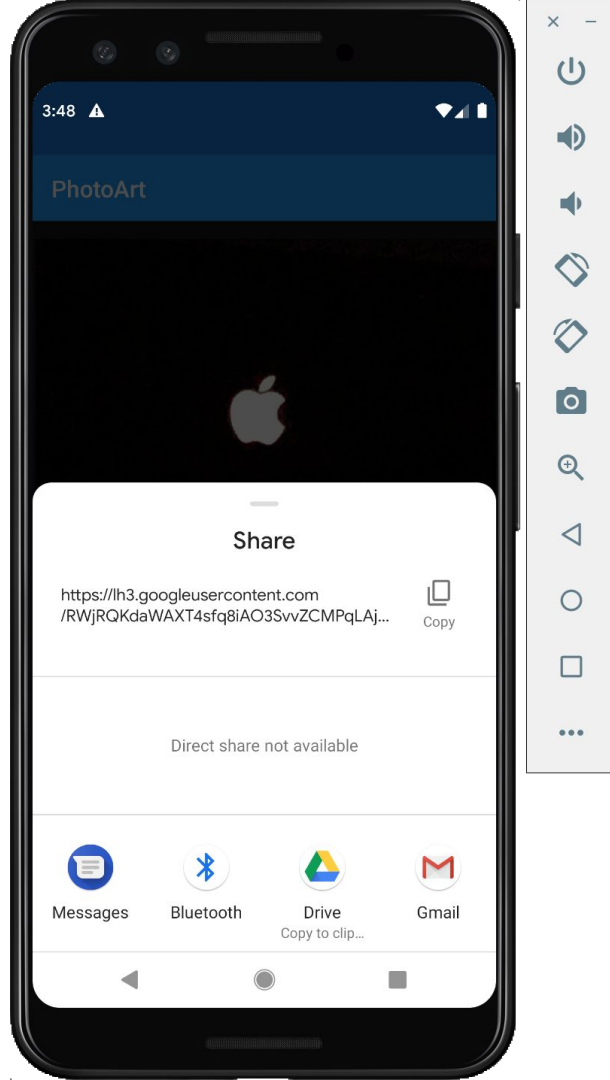 3:48
PhotoArt
Share
https://lh3.googleusercontent.com
/RWjRQKdaWAXT4sfq8iAO3SvvZCMPqLAj...
Copy
Direct share not available
Messages Bluetooth Drive Gmail
Copy to clip...